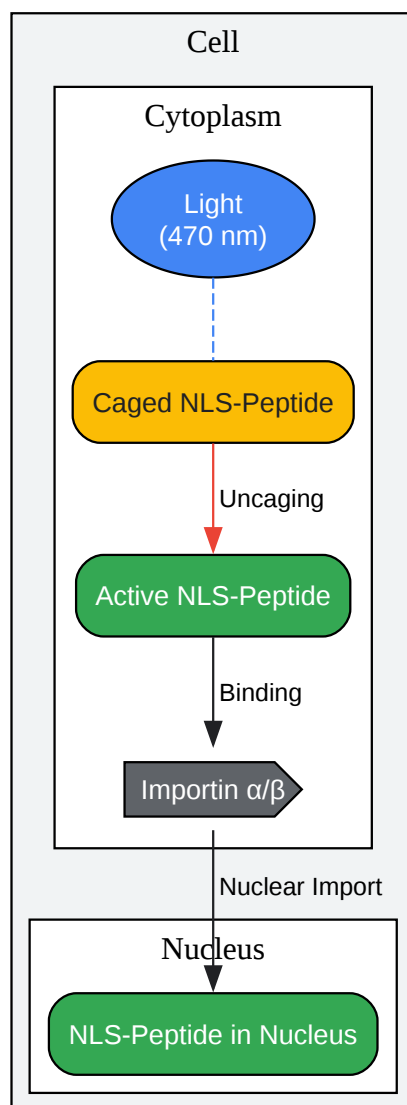 Cell
Cytoplasm
Light
(470 nm)
Caged NLS-Peptide
Uncaging
Active NLS-Peptide
Binding
Importin α/β
Nuclear Import
Nucleus
NLS-Peptide in Nucleus